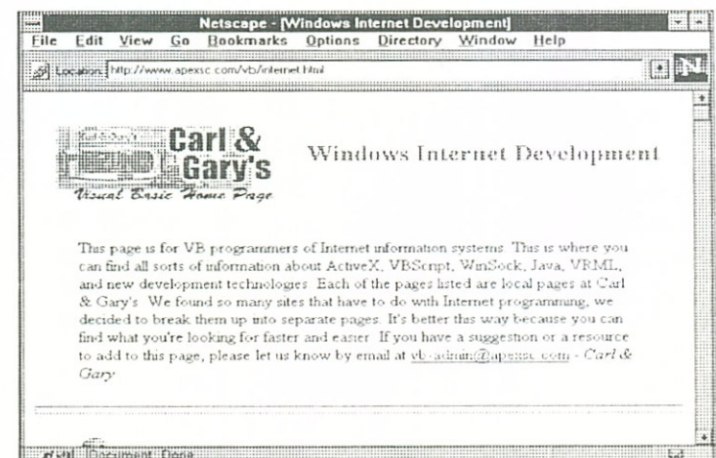 Netscape - [Windows Internet Development]
File Edit View Go Bookmarks Options Directory Window Help
Location: http://www.apexsc.com/vb/internet.html
Carl & Gary's
Carl &
Gary's
Visual Basic Home Page
Windows Internet Development
This page is for VB programmers of Internet information systems. This is where you
can find all sorts of information about ActiveX, VBScript, WinSock, Java, VRML,
and new development technologies. Each of the pages listed are local pages at Carl
& Gary's. We found so many sites that have to do with Internet programming, we
decided to break them up into separate pages. It's better this way because you can
find what you're looking for faster and easier. If you have a suggestion or a resource
to add to this page, please let us know by email at vb-admin@apexsc.com - Carl &
Gary
Document: Done